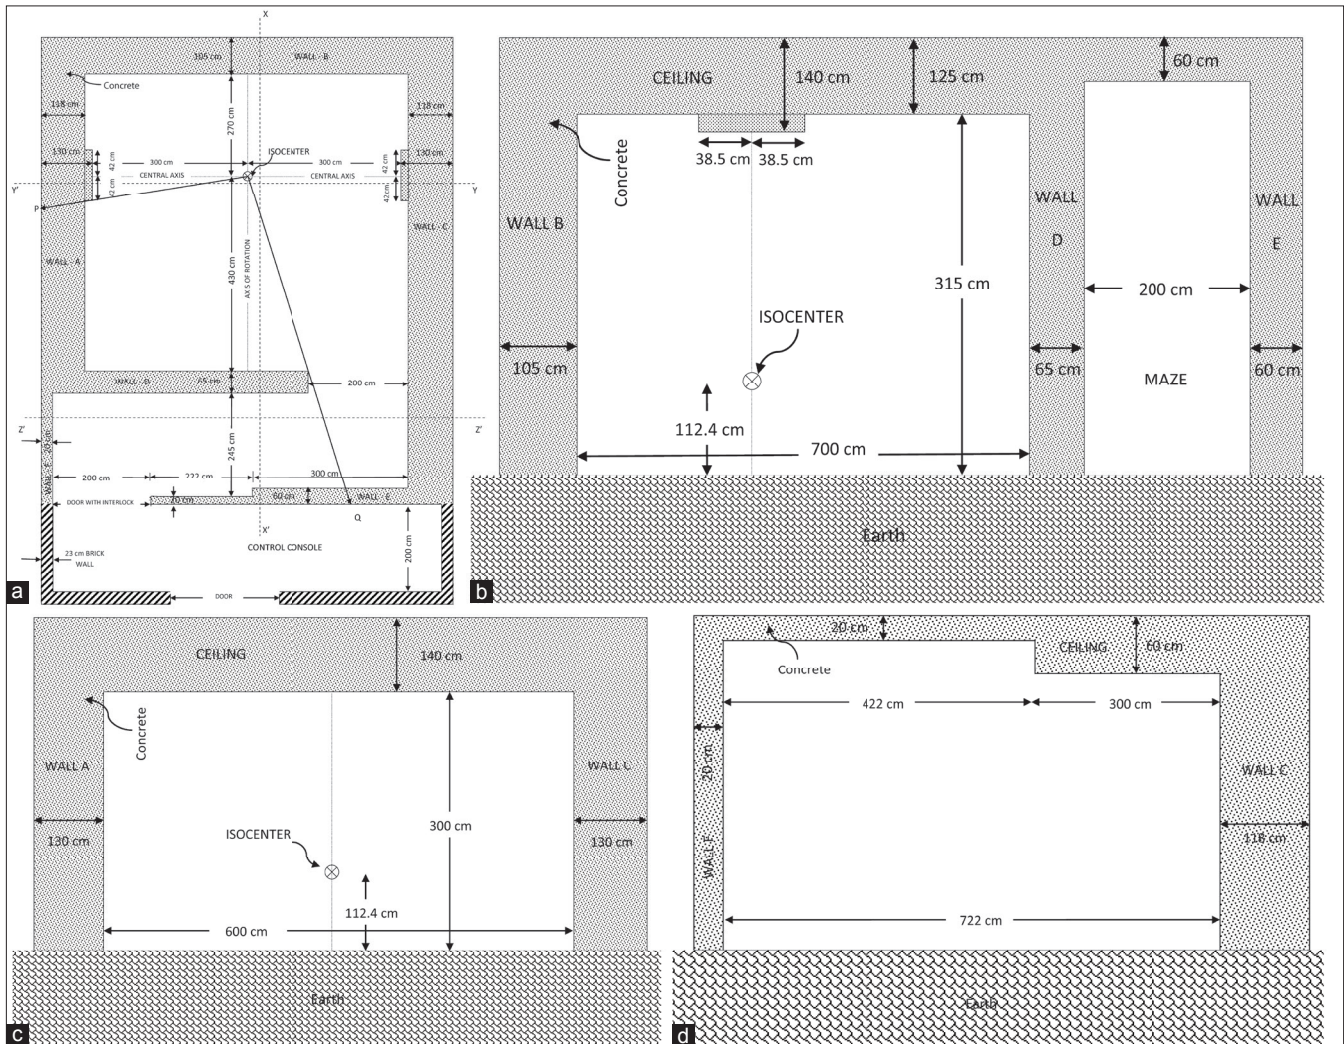 X
105 cm
WALL - B
Concrete
118 cm
118 cm
270 cm
130 cm
42 cm
300 cm
ISOCENTER
300 cm
42 cm
130 cm
CENTRAL AXIS
CENTRAL AXIS
Y'
42 cm
42cm
Y
P
WALL - C
WALL - A
430 cm
AXIS OF ROTATION
WALL - D
65 cm
200 cm
Z'
Z'
WALL - F 20 cm
245 cm
200 cm
222 cm
300 cm
DOOR WITH INTERLOCK
20 cm
60 cm
WALL - E
Q
X'
CONTROL CONSOLE
200 cm
23 cm BRICK
WALL
DOOR
a
CEILING
140 cm
125 cm
60 cm
Concrete
38.5 cm
38.5 cm
WALL B
WALL
D
WALL
E
315 cm
200 cm
ISOCENTER
105 cm
65 cm
MAZE
60 cm
112.4 cm
700 cm
Earth
b
CEILING
140 cm
Concrete
WALL A
WALL C
300 cm
ISOCENTER
130 cm
130 cm
112.4 cm
600 cm
Earth
c
20 cm
CEILING
60 cm
Concrete
422 cm
300 cm
20 cm
WALL C
118 cm
WALL F
722 cm
Earth
d